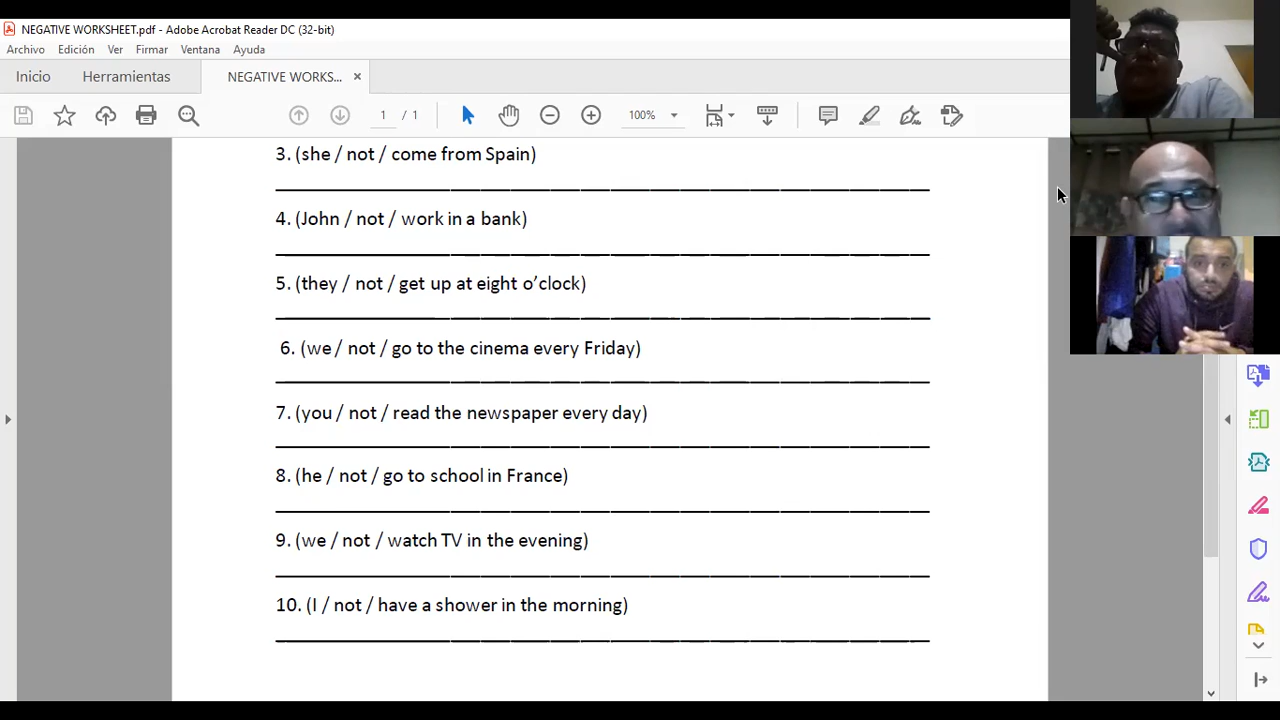 NEGATIVE WORKSHEET.pdf - Adobe Acrobat Reader DC (32-bit)
Archivo Edición Ver Firmar Ventana Ayuda
Inicio Herramientas NEGATIVE WORKS... ×
1 / 1 100%
3. (she / not / come from Spain)
4. (John / not / work in a bank)
5. (they / not / get up at eight o’clock)
6. (we / not / go to the cinema every Friday)
7. (you / not / read the newspaper every day)
8. (he / not / go to school in France)
9. (we / not / watch TV in the evening)
10. (I / not / have a shower in the morning)